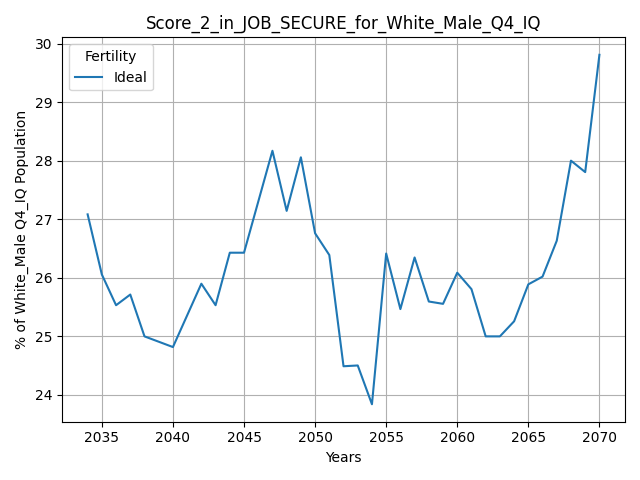 Score_2_in_JOB_SECURE_for_White_Male_Q4_IQ
Fertility
Ideal
% of White_Male Q4_IQ Population
30
29
28
27
26
25
24
2035 2040 2045 2050 2055 2060 2065 2070
Years